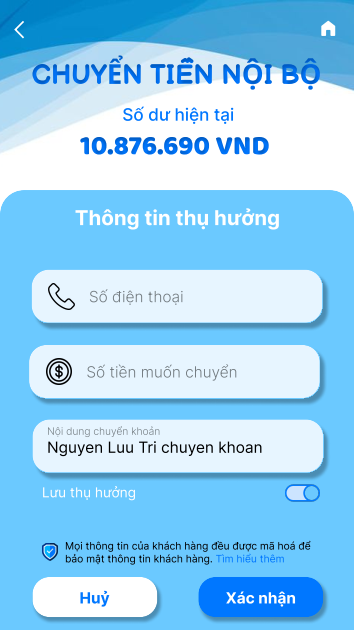 CHUYỂN TIỀN NỘI BỘ
Số dư hiện tại
10.876.690 VND
Thông tin thụ hưởng
Số điện thoại
Số tiền muốn chuyển
Nội dung chuyển khoản
Nguyen Luu Tri chuyen khoan
Lưu thụ hưởng
Mọi thông tin của khách hàng đều được mã hoá để
bảo mật thông tin khách hàng. Tìm hiểu thêm
Huỷ
Xác nhận